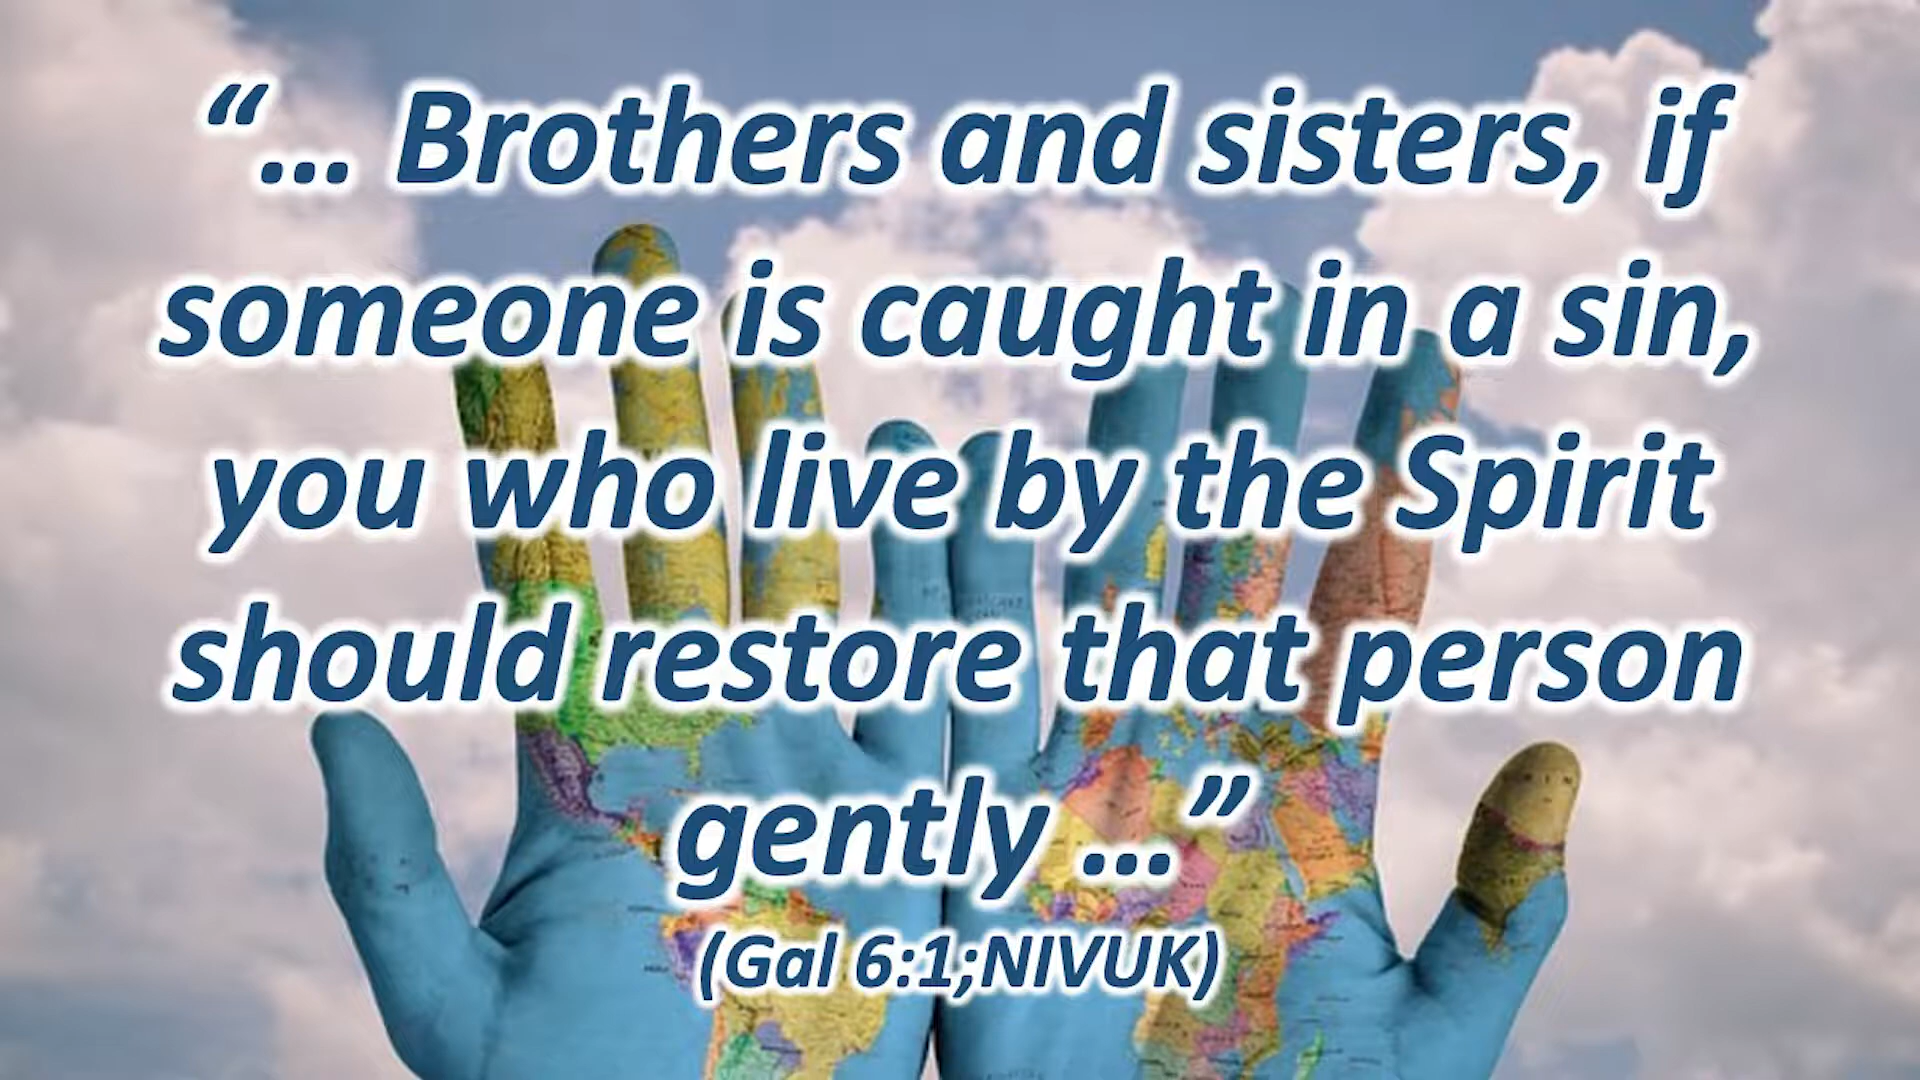 “... Brothers and sisters, if
someone is caught in a sin,
you who live by the Spirit
should restore that person
gently ...”
(Gal 6:1;NIVUK)